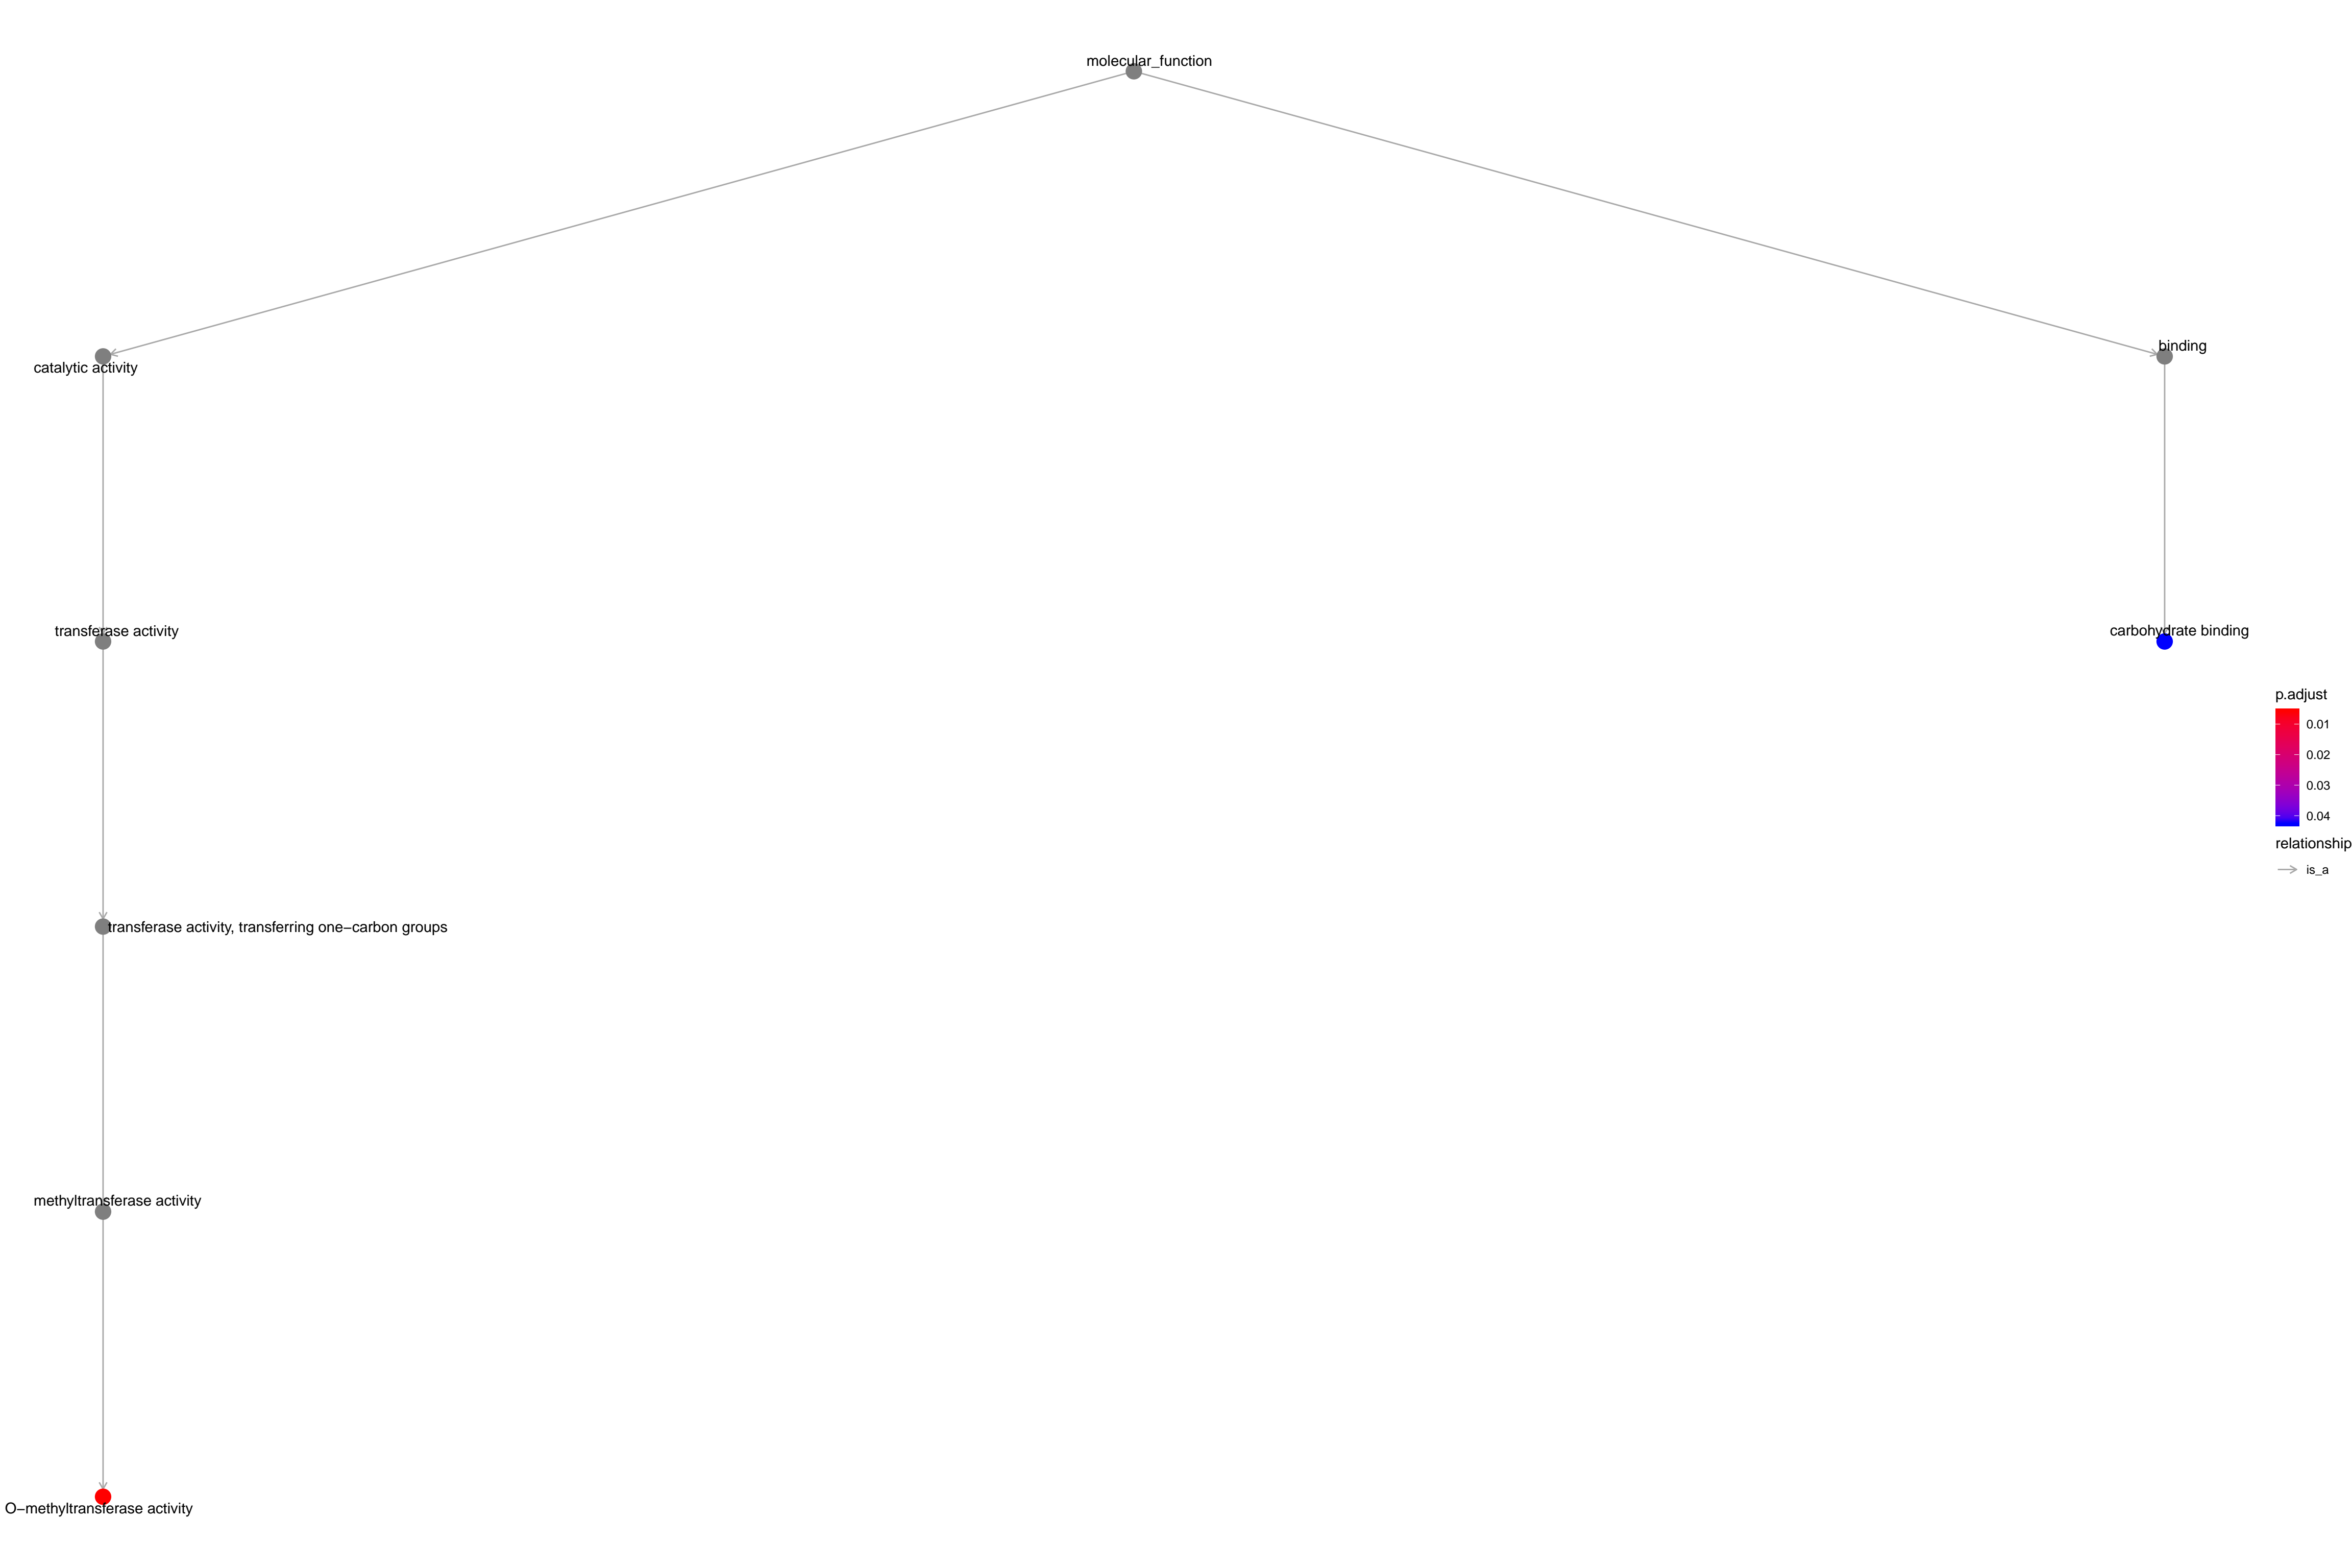 molecular_function
catalytic activity
binding
transferase activity
carbohydrate binding
p.adjust
0.01
0.02
0.03
0.04
relationship
is_a
transferase activity, transferring one−carbon groups
methyltransferase activity
O−methyltransferase activity